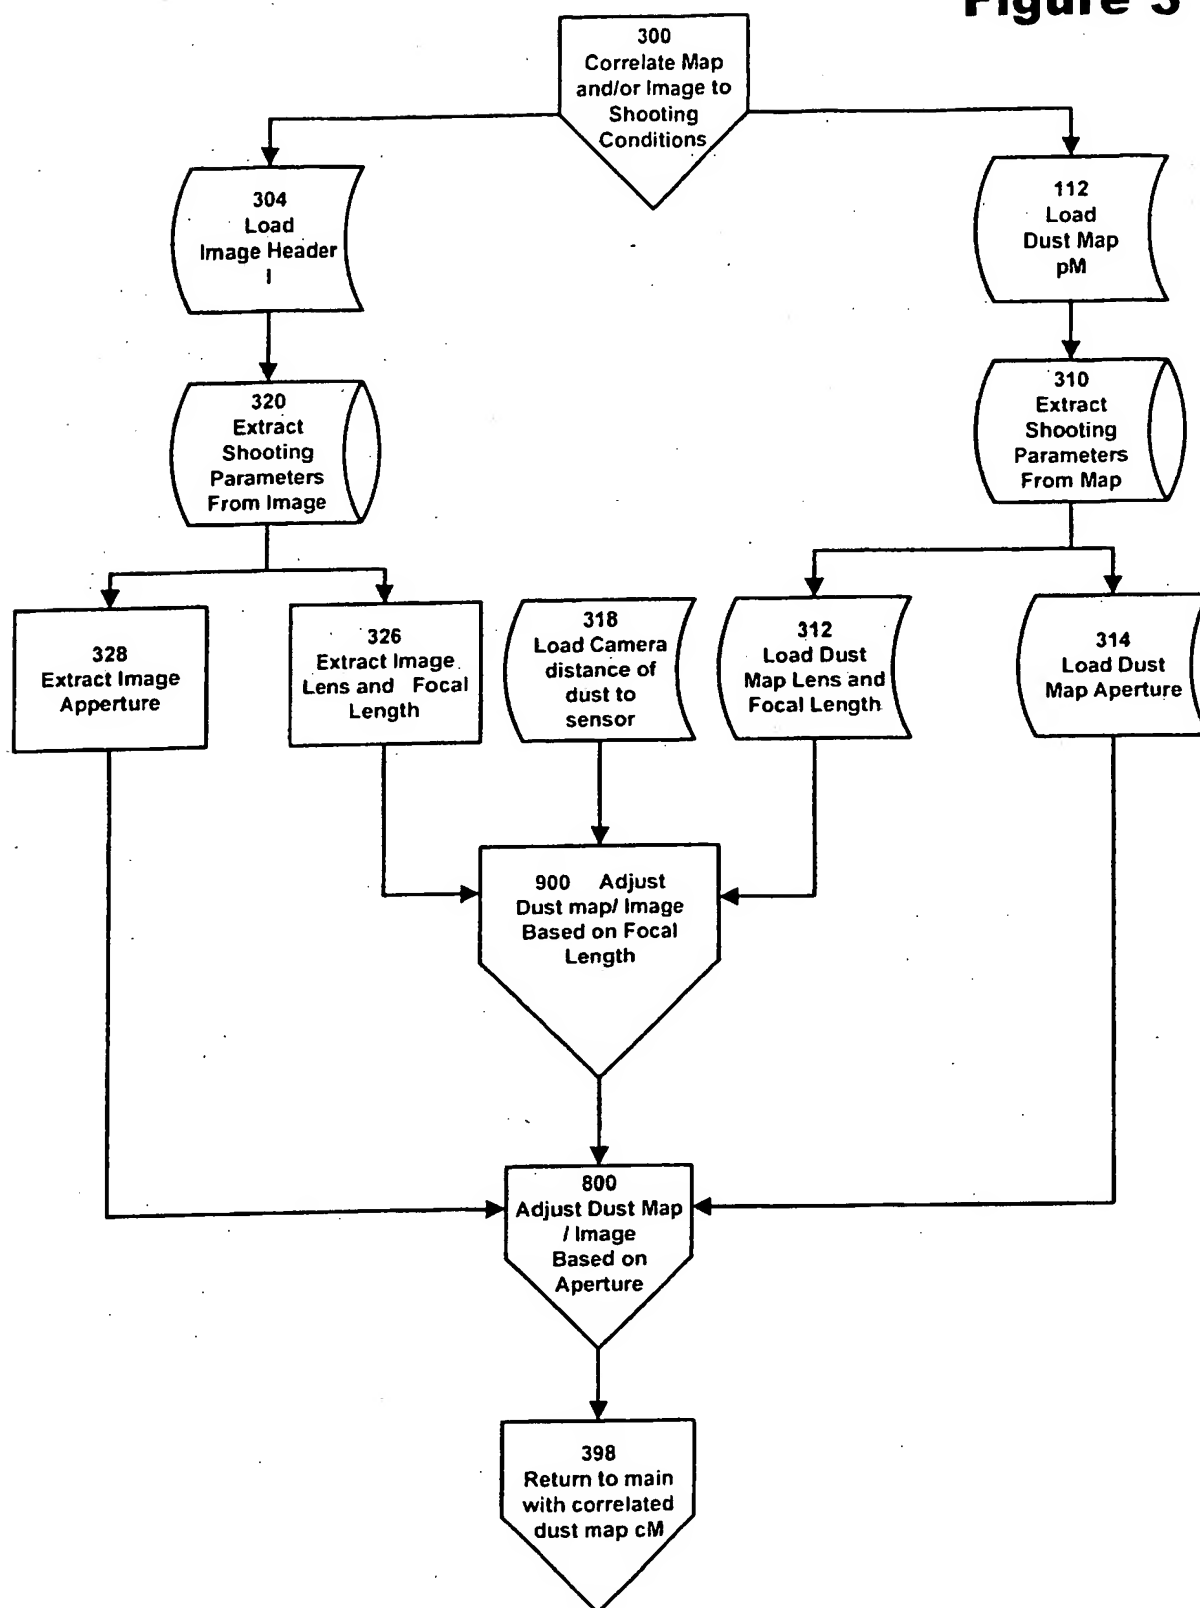 Figure 3
300
Correlate Map
and/or Image to
Shooting
Conditions
304
Load
Image Header
I
112
Load
Dust Map
pM
320
Extract
Shooting
Parameters
From Image
310
Extract
Shooting
Parameters
From Map
328
Extract Image
Apperture
326
Extract Image
Lens and Focal
Length
318
Load Camera
distance of
dust to
sensor
312
Load Dust
Map Lens and
Focal Length
314
Load Dust
Map Aperture
900 Adjust
Dust map/ Image
Based on Focal
Length
800
Adjust Dust Map
/ Image
Based on
Aperture
398
Return to main
with correlated
dust map cM